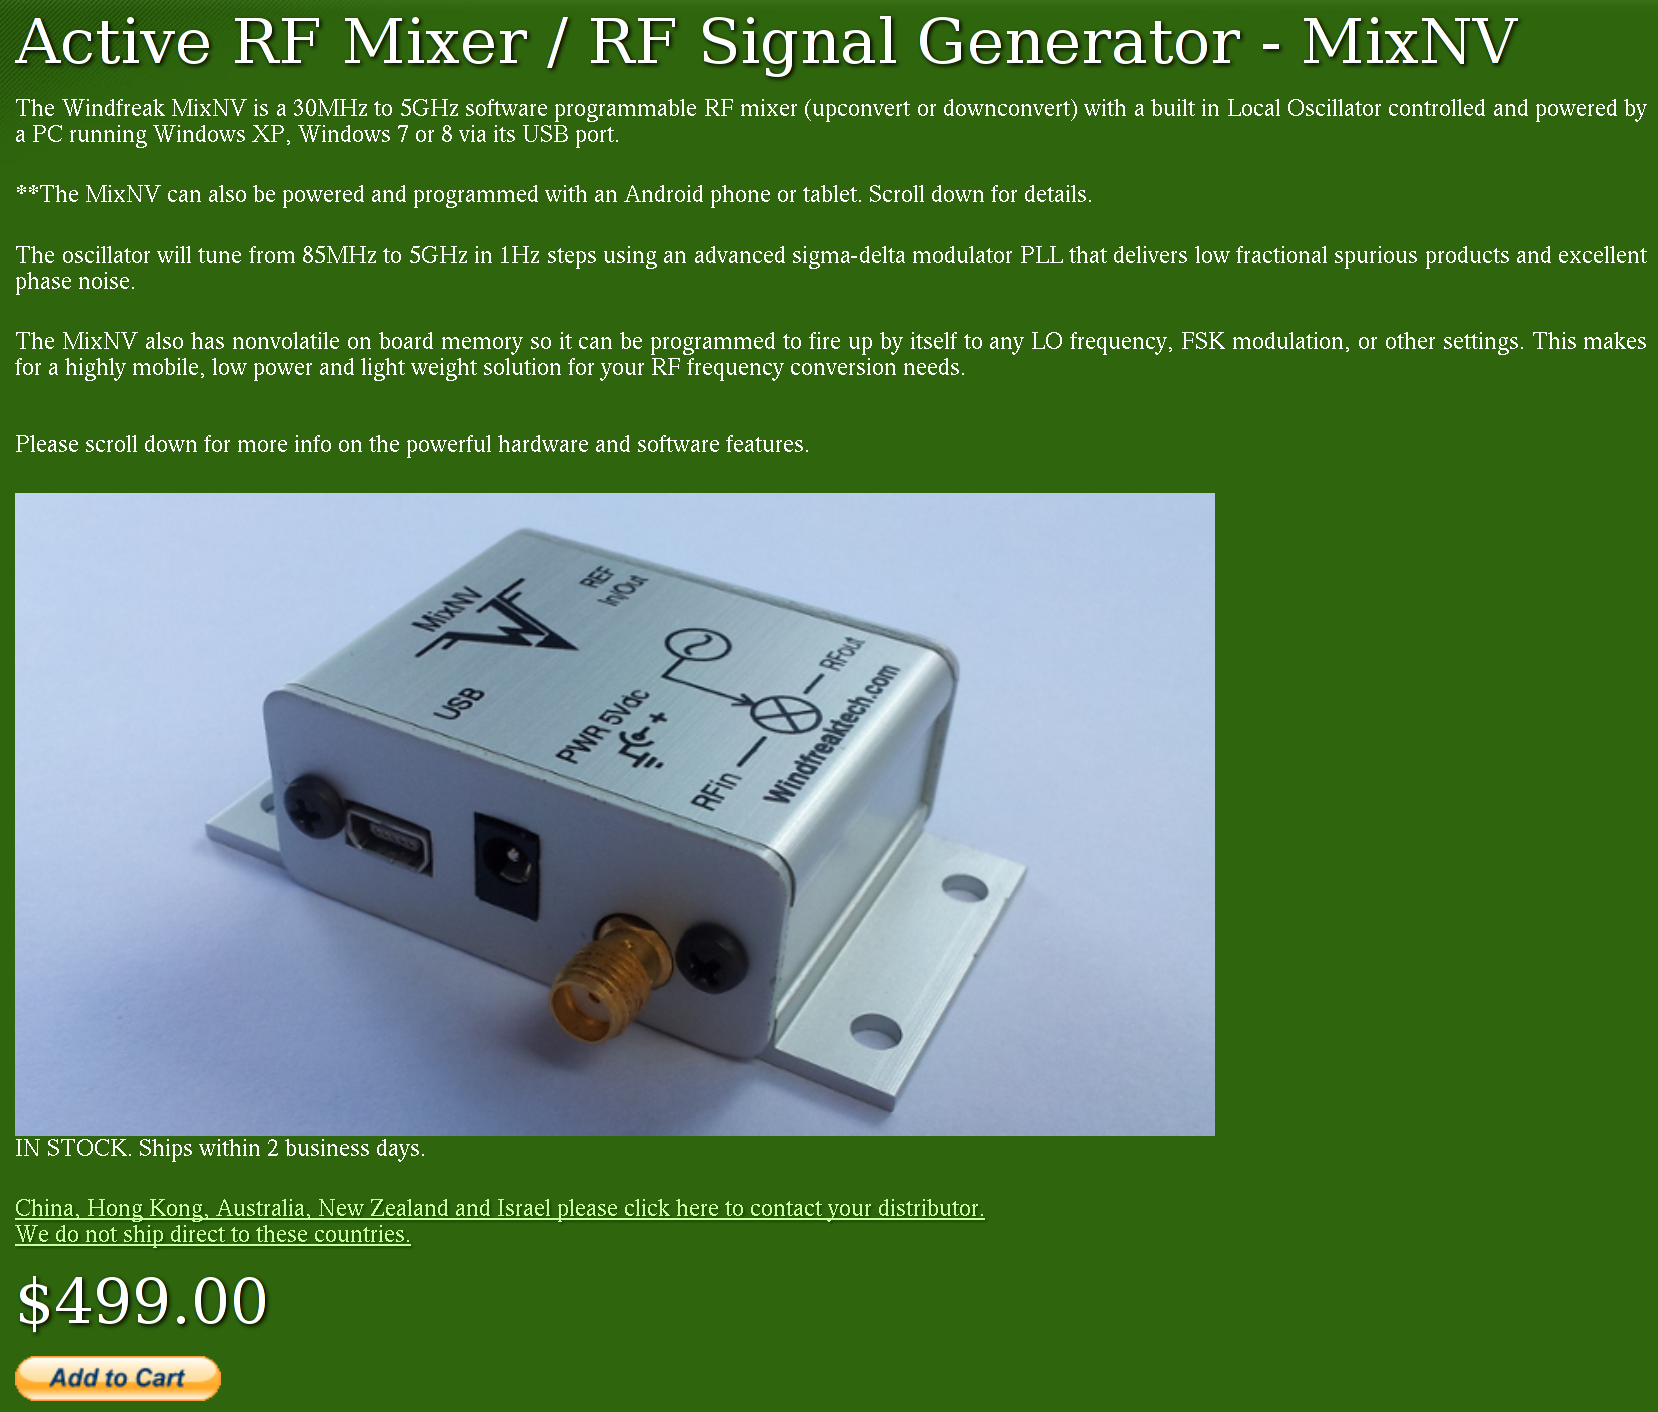 Active RF Mixer / RF Signal Generator - MixNV
The Windfreak MixNV is a 30MHz to 5GHz software programmable RF mixer (upconvert or downconvert) with a built in Local Oscillator controlled and powered by
a PC running Windows XP, Windows 7 or 8 via its USB port.
**The MixNV can also be powered and programmed with an Android phone or tablet. Scroll down for details.
The oscillator will tune from 85MHz to 5GHz in 1Hz steps using an advanced sigma-delta modulator PLL that delivers low fractional spurious products and excellent
phase noise.
The MixNV also has nonvolatile on board memory so it can be programmed to fire up by itself to any LO frequency, FSK modulation, or other settings. This makes
for a highly mobile, low power and light weight solution for your RF frequency conversion needs.
Please scroll down for more info on the powerful hardware and software features.
MixNV
WF
REF
In/Out
USB
PWR 5Vdc
RFout
RFin
Windfreaktech.com
IN STOCK. Ships within 2 business days.
China, Hong Kong, Australia, New Zealand and Israel please click here to contact your distributor.
We do not ship direct to these countries.
$499.00
Add to Cart